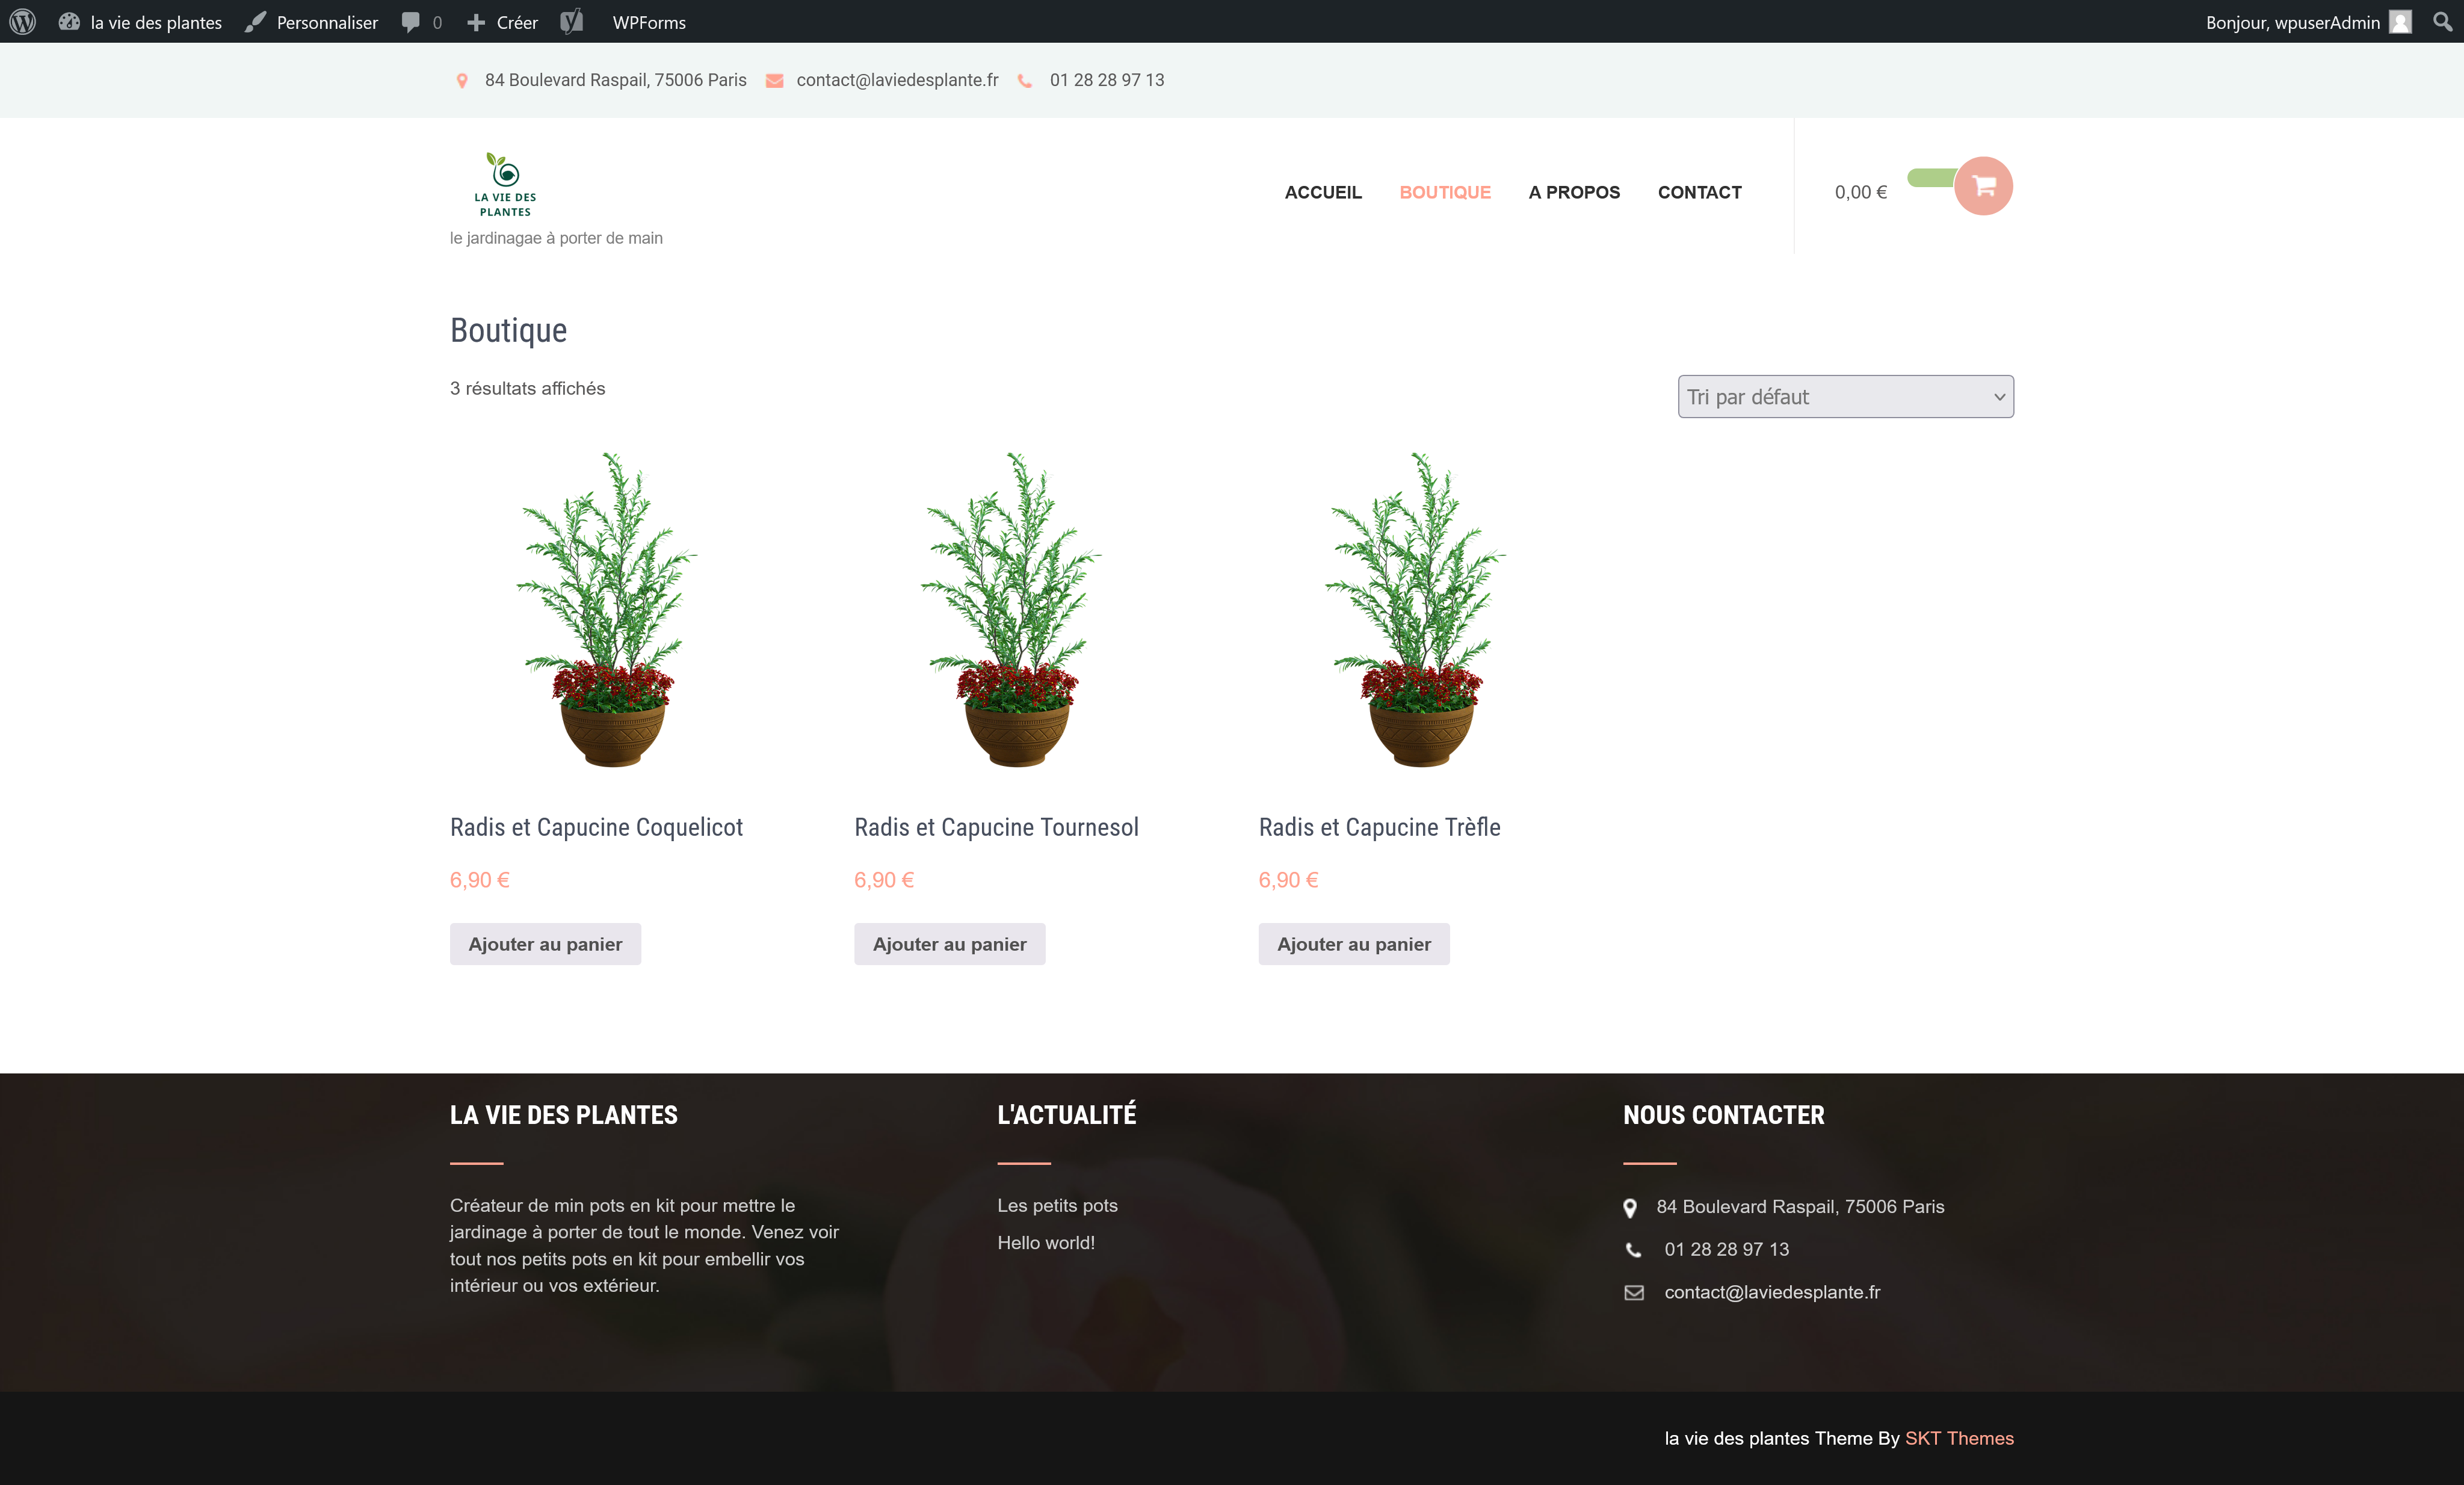 la vie des plantes Personnaliser 0 Créer WPForms Bonjour, wpuserAdmin
84 Boulevard Raspail, 75006 Paris contact@laviedesplante.fr 01 28 28 97 13
LA VIE DES
PLANTES
le jardinagae à porter de main
ACCUEIL BOUTIQUE A PROPOS CONTACT 0,00 €
Boutique
3 résultats affichés
Tri par défaut
Radis et Capucine Coquelicot Radis et Capucine Tournesol Radis et Capucine Trèfle
6,90 € 6,90 € 6,90 €
Ajouter au panier Ajouter au panier Ajouter au panier
LA VIE DES PLANTES
Créateur de min pots en kit pour mettre le
jardinage à porter de tout le monde. Venez voir
tout nos petits pots en kit pour embellir vos
intérieur ou vos extérieur.
L'ACTUALITÉ
Les petits pots
Hello world!
NOUS CONTACTER
84 Boulevard Raspail, 75006 Paris
01 28 28 97 13
contact@laviedesplante.fr
la vie des plantes Theme By SKT Themes